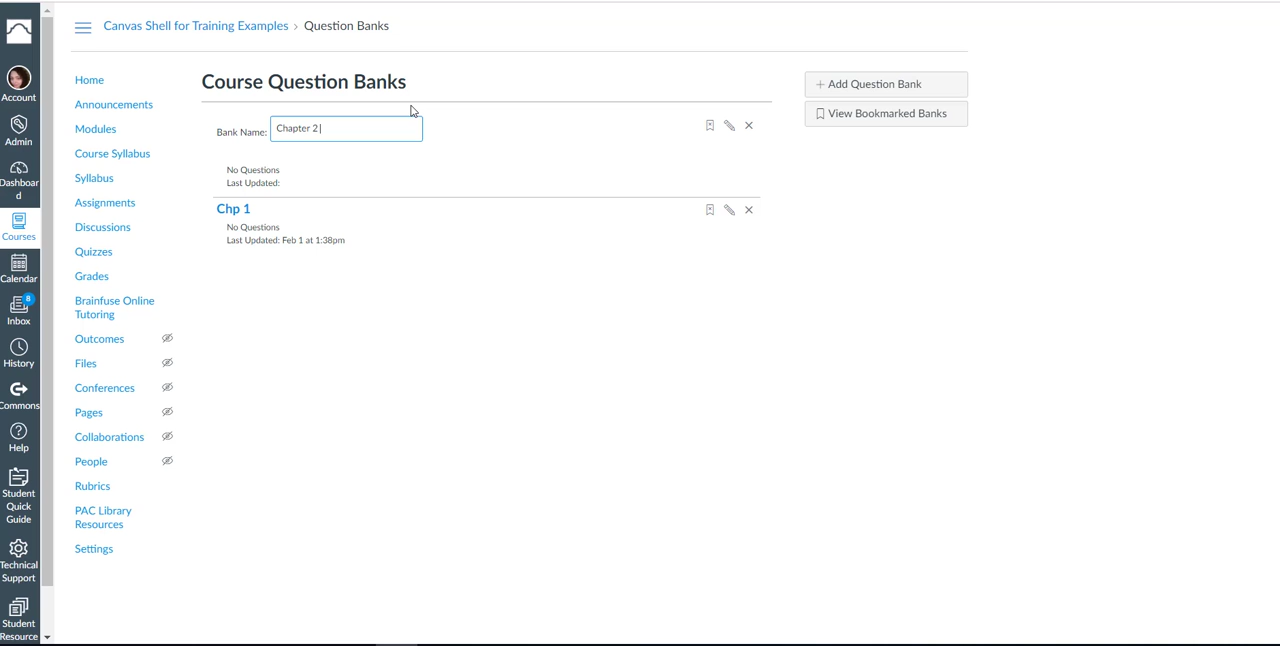 Canvas Shell for Training Examples › Question Banks
Account
Admin
Dashboar
d
Courses
Calendar
8
Inbox
History
Commons
Help
Student
Quick
Guide
Technical
Support
Student
Resource
Home
Announcements
Modules
Course Syllabus
Syllabus
Assignments
Discussions
Quizzes
Grades
Brainfuse Online
Tutoring
Outcomes
Files
Conferences
Pages
Collaborations
People
Rubrics
PAC Library
Resources
Settings
Course Question Banks
Bank Name: Chapter 2
No Questions
Last Updated:
Chp 1
No Questions
Last Updated: Feb 1 at 1:38pm
+ Add Question Bank
View Bookmarked Banks